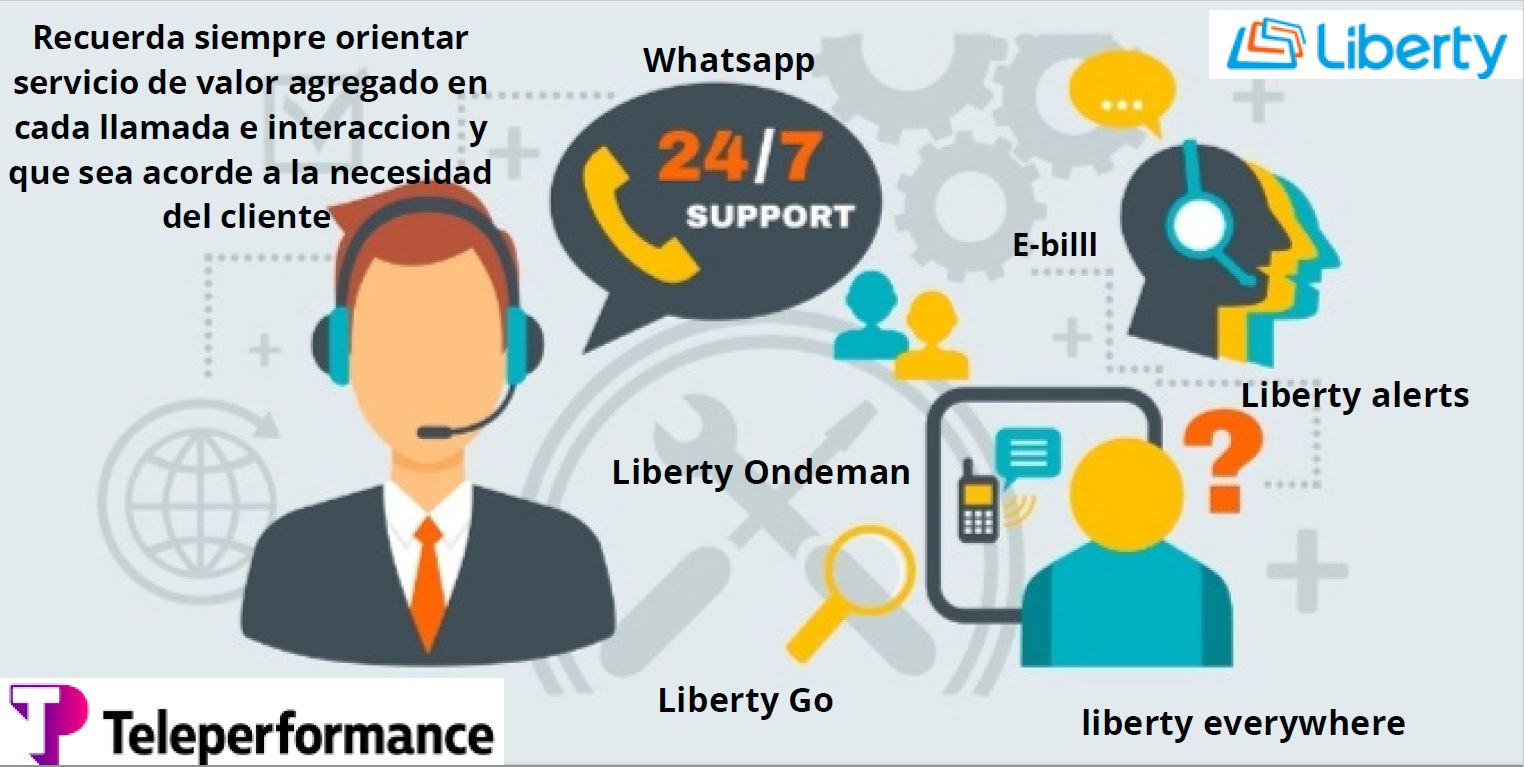 Recuerda siempre orientar
servicio de valor agregado en
cada llamada e interaccion y
que sea acorde a la necesidad
del cliente
Whatsapp
24/7
SUPPORT
Liberty
E-billl
Liberty alerts
Liberty Ondeman
Liberty Go
liberty everywhere
Teleperformance